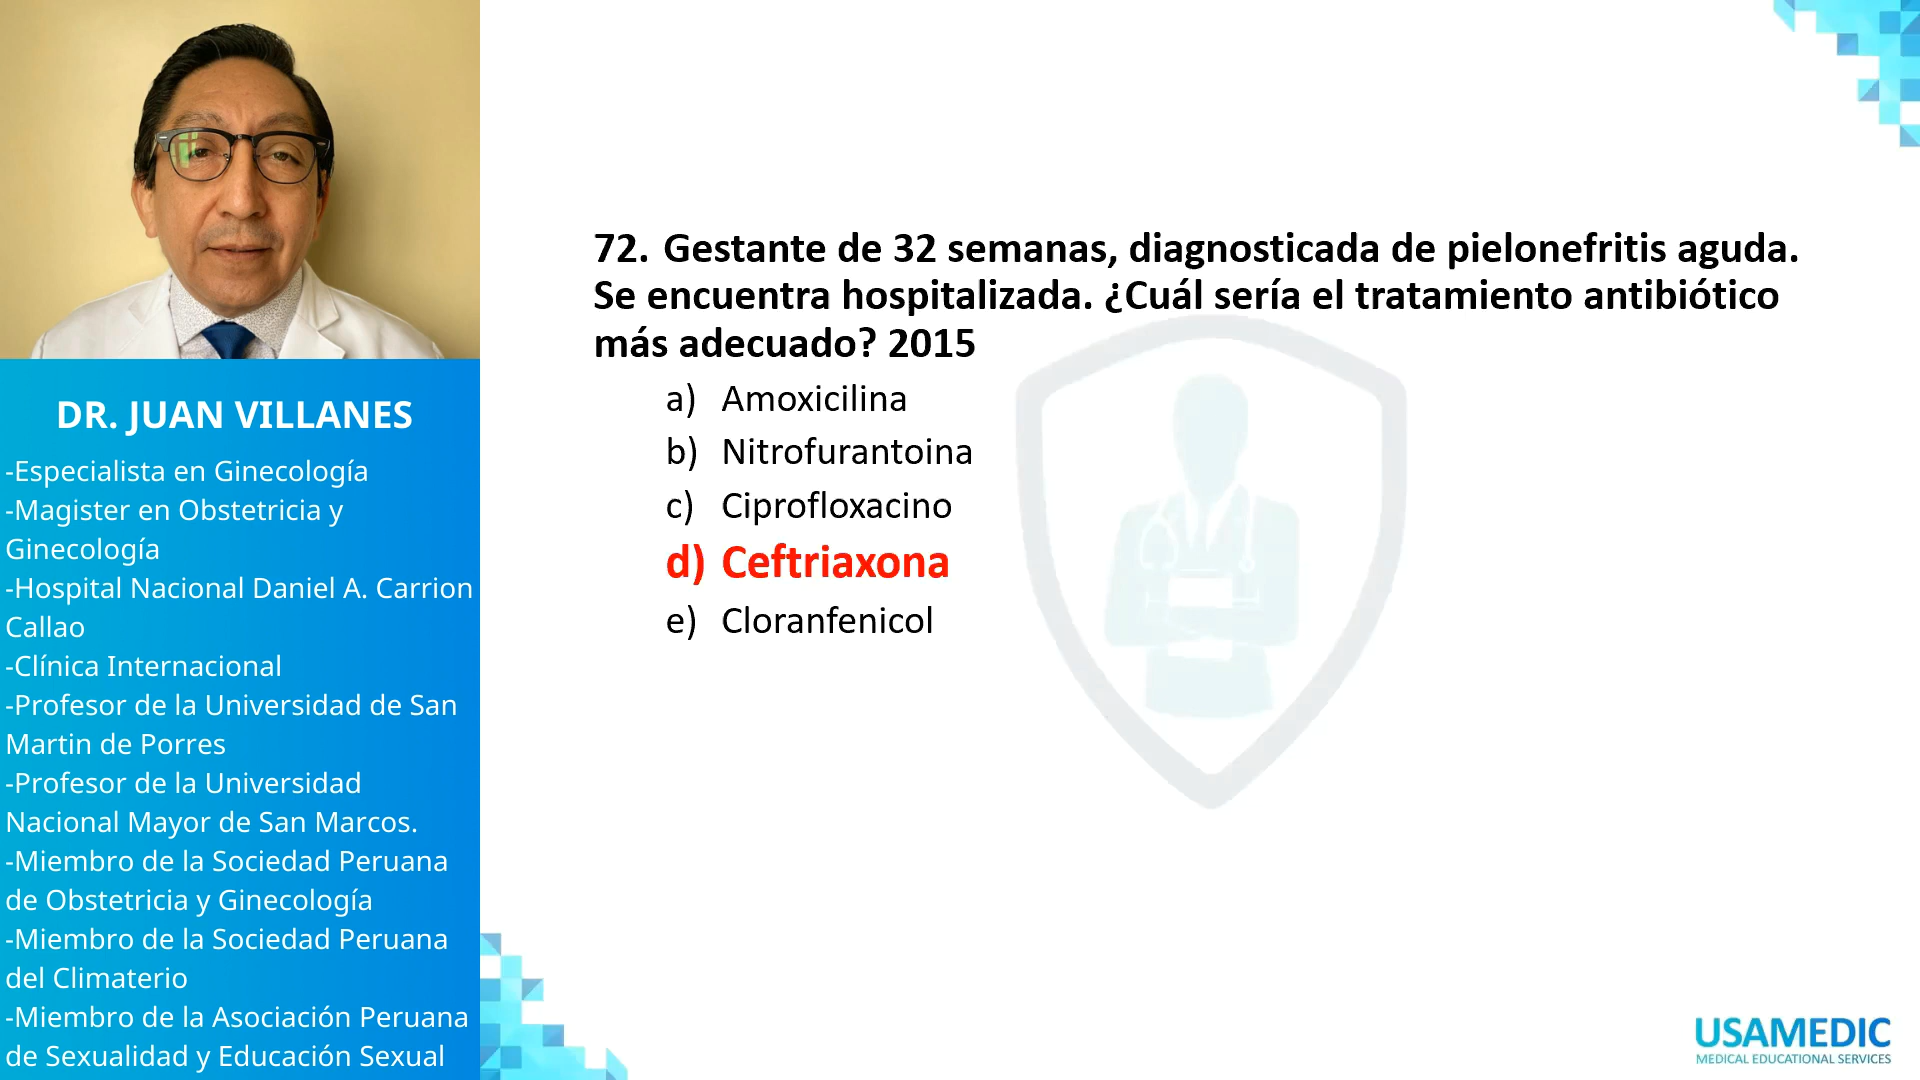 DR. JUAN VILLANES
-Especialista en Ginecología
-Magister en Obstetricia y
Ginecología
-Hospital Nacional Daniel A. Carrion
Callao
-Clínica Internacional
-Profesor de la Universidad de San
Martin de Porres
-Profesor de la Universidad
Nacional Mayor de San Marcos.
-Miembro de la Sociedad Peruana
de Obstetricia y Ginecología
-Miembro de la Sociedad Peruana
del Climaterio
-Miembro de la Asociación Peruana
de Sexualidad y Educación Sexual
72. Gestante de 32 semanas, diagnosticada de pielonefritis aguda.
Se encuentra hospitalizada. ¿Cuál sería el tratamiento antibiótico
más adecuado? 2015
a) Amoxicilina
b) Nitrofurantoina
c) Ciprofloxacino
d) Ceftriaxona
e) Cloranfenicol
USAMEDIC
MEDICAL EDUCATIONAL SERVICES